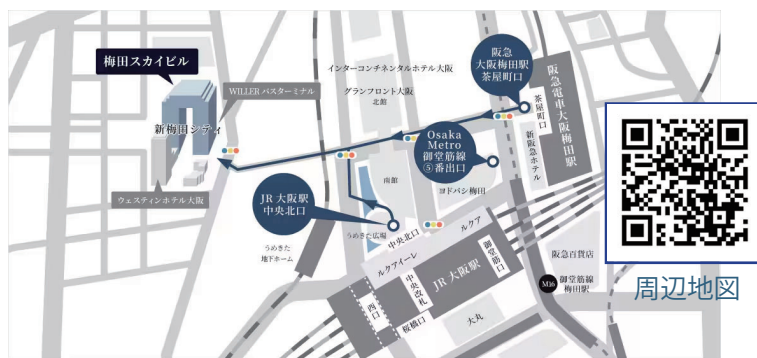 梅田スカイビル
WILLER バスターミナル
新梅田シティ
ウェスティンホテル大阪
インターコンチネンタルホテル大阪
グランフロント大阪
北館
阪急
大阪梅田駅
茶屋町口
茶屋町口
阪急電車大阪梅田駅
新阪急ホテル
Osaka
Metro
御堂筋線
⑤番出口
ヨドバシ梅田
南館
JR 大阪駅
中央北口
うめきた広場
中央北口
うめきた
地下ホーム
ルクア
ルクアイーレ
御堂筋口
JR 大阪駅
中央改札
西口
桜橋口
大丸
阪急百貨店
M16
御堂筋線
梅田駅
周辺地図